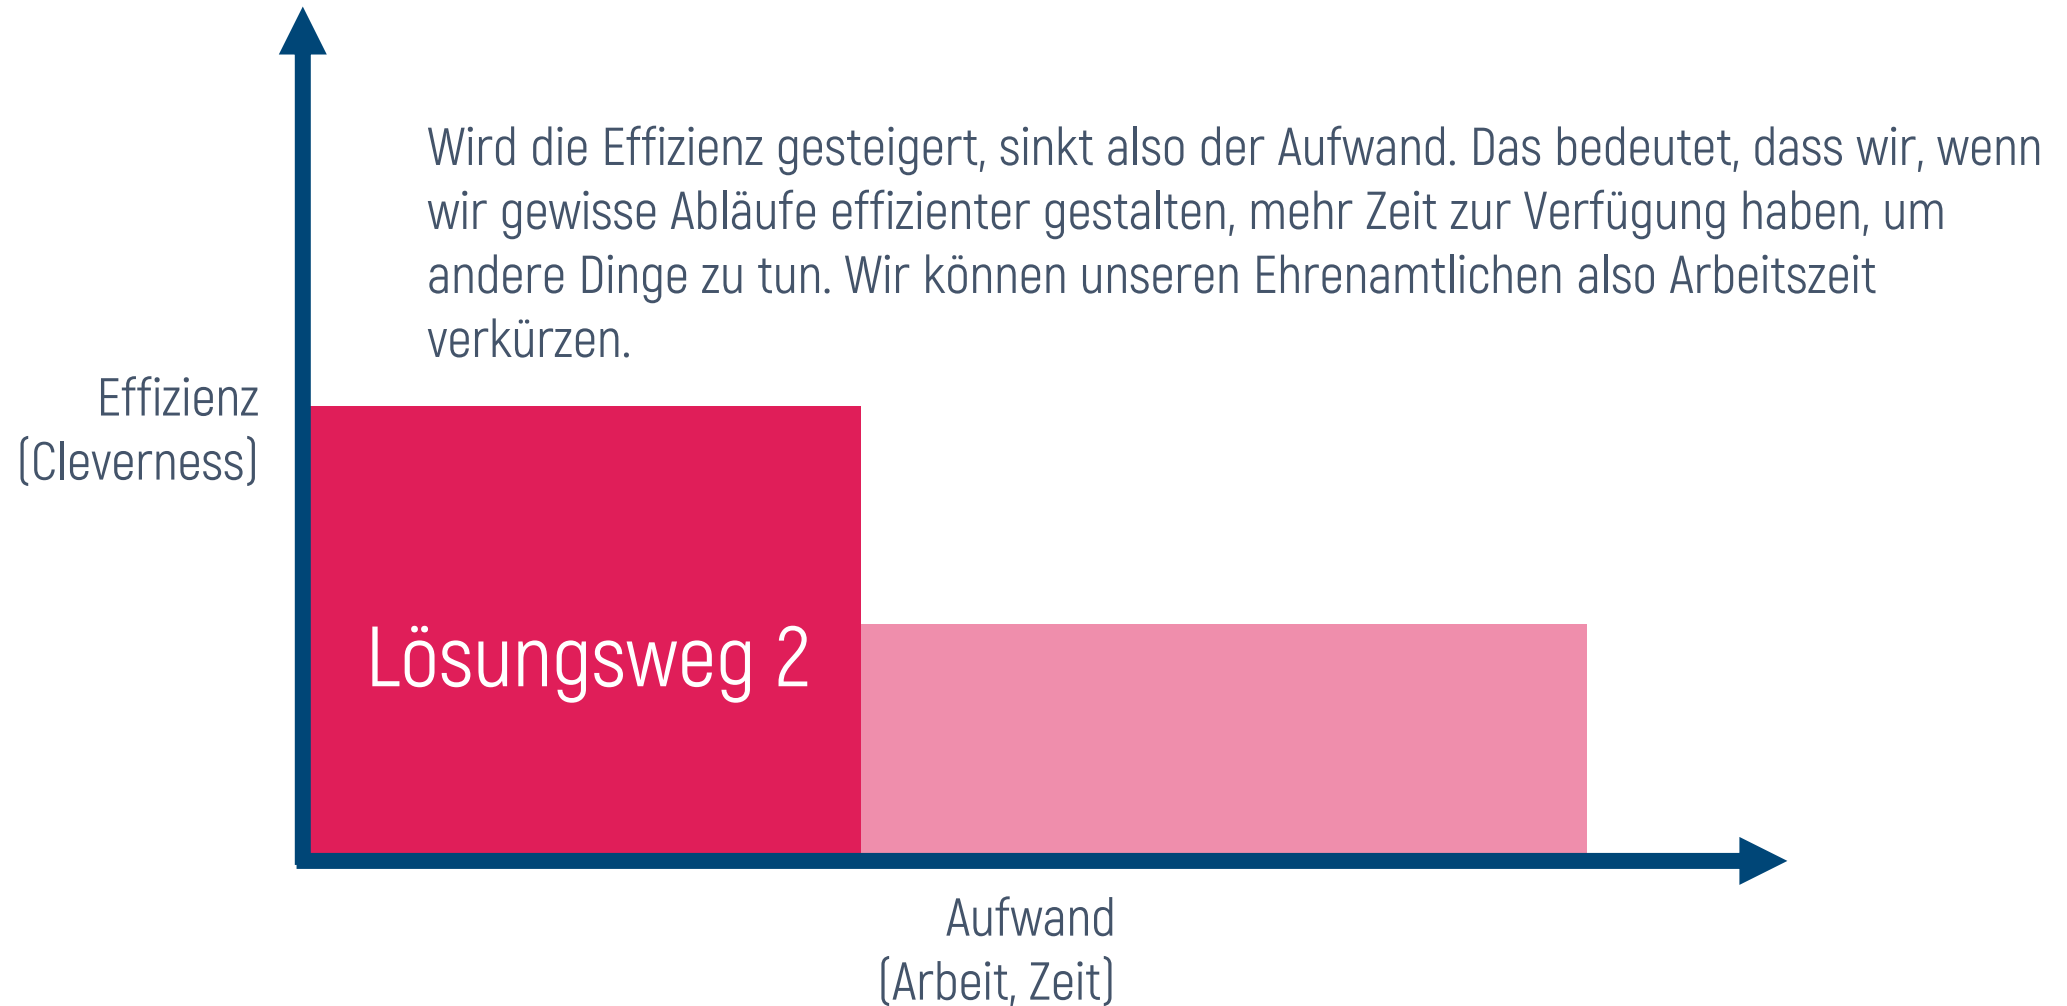 Wird die Effizienz gesteigert, sinkt also der Aufwand. Das bedeutet, dass wir, wenn
wir gewisse Abläufe effizienter gestalten, mehr Zeit zur Verfügung haben, um
andere Dinge zu tun. Wir können unseren Ehrenamtlichen also Arbeitszeit
verkürzen.
Effizienz
(Cleverness)
Lösungsweg 2
Aufwand
(Arbeit, Zeit)